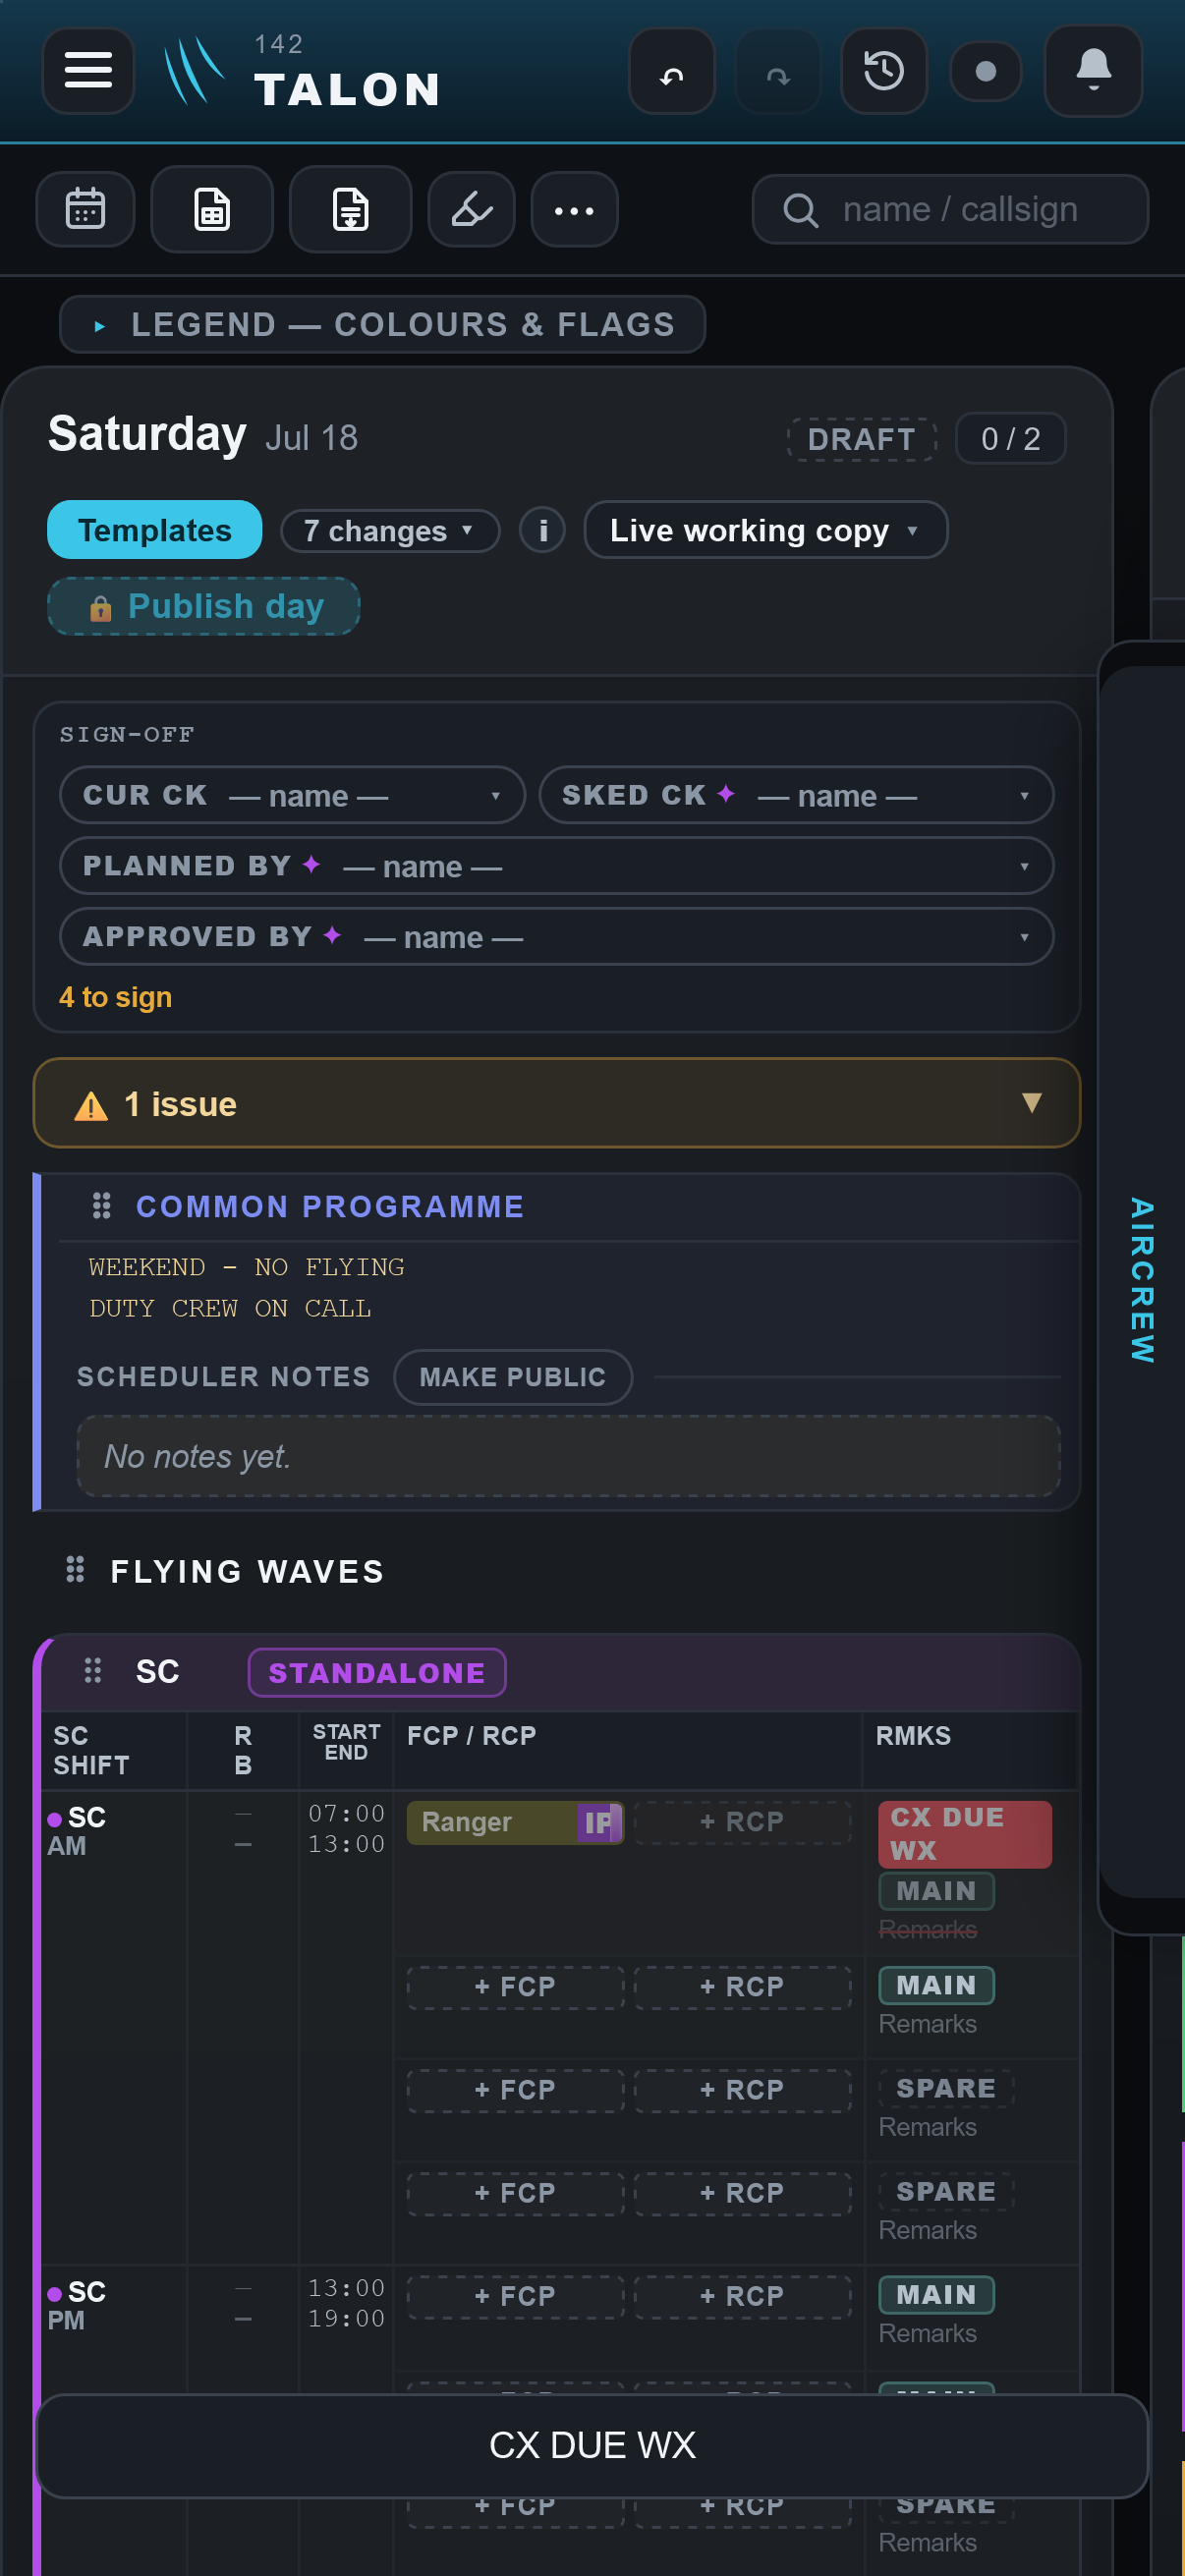 142
TALON
name / callsign
LEGEND — COLOURS & FLAGS
Saturday Jul 18 DRAFT 0 / 2
Templates 7 changes i Live working copy
Publish day
SIGN-OFF
CUR CK — name — SKED CK — name —
PLANNED BY — name —
APPROVED BY — name —
4 to sign
1 issue
COMMON PROGRAMME
WEEKEND - NO FLYING
DUTY CREW ON CALL
SCHEDULER NOTES MAKE PUBLIC
No notes yet.
AIRCREW
FLYING WAVES
SC STANDALONE
SC SHIFT R B START END FCP / RCP RMKS
SC AM — — 07:00 13:00 Ranger IP + RCP CX DUE WX
MAIN
Remarks
+ FCP + RCP MAIN
Remarks
+ FCP + RCP SPARE
Remarks
+ FCP + RCP SPARE
Remarks
SC PM — — 13:00 19:00 + FCP + RCP MAIN
Remarks
CX DUE WX
+ FCP + RCP SPARE
Remarks